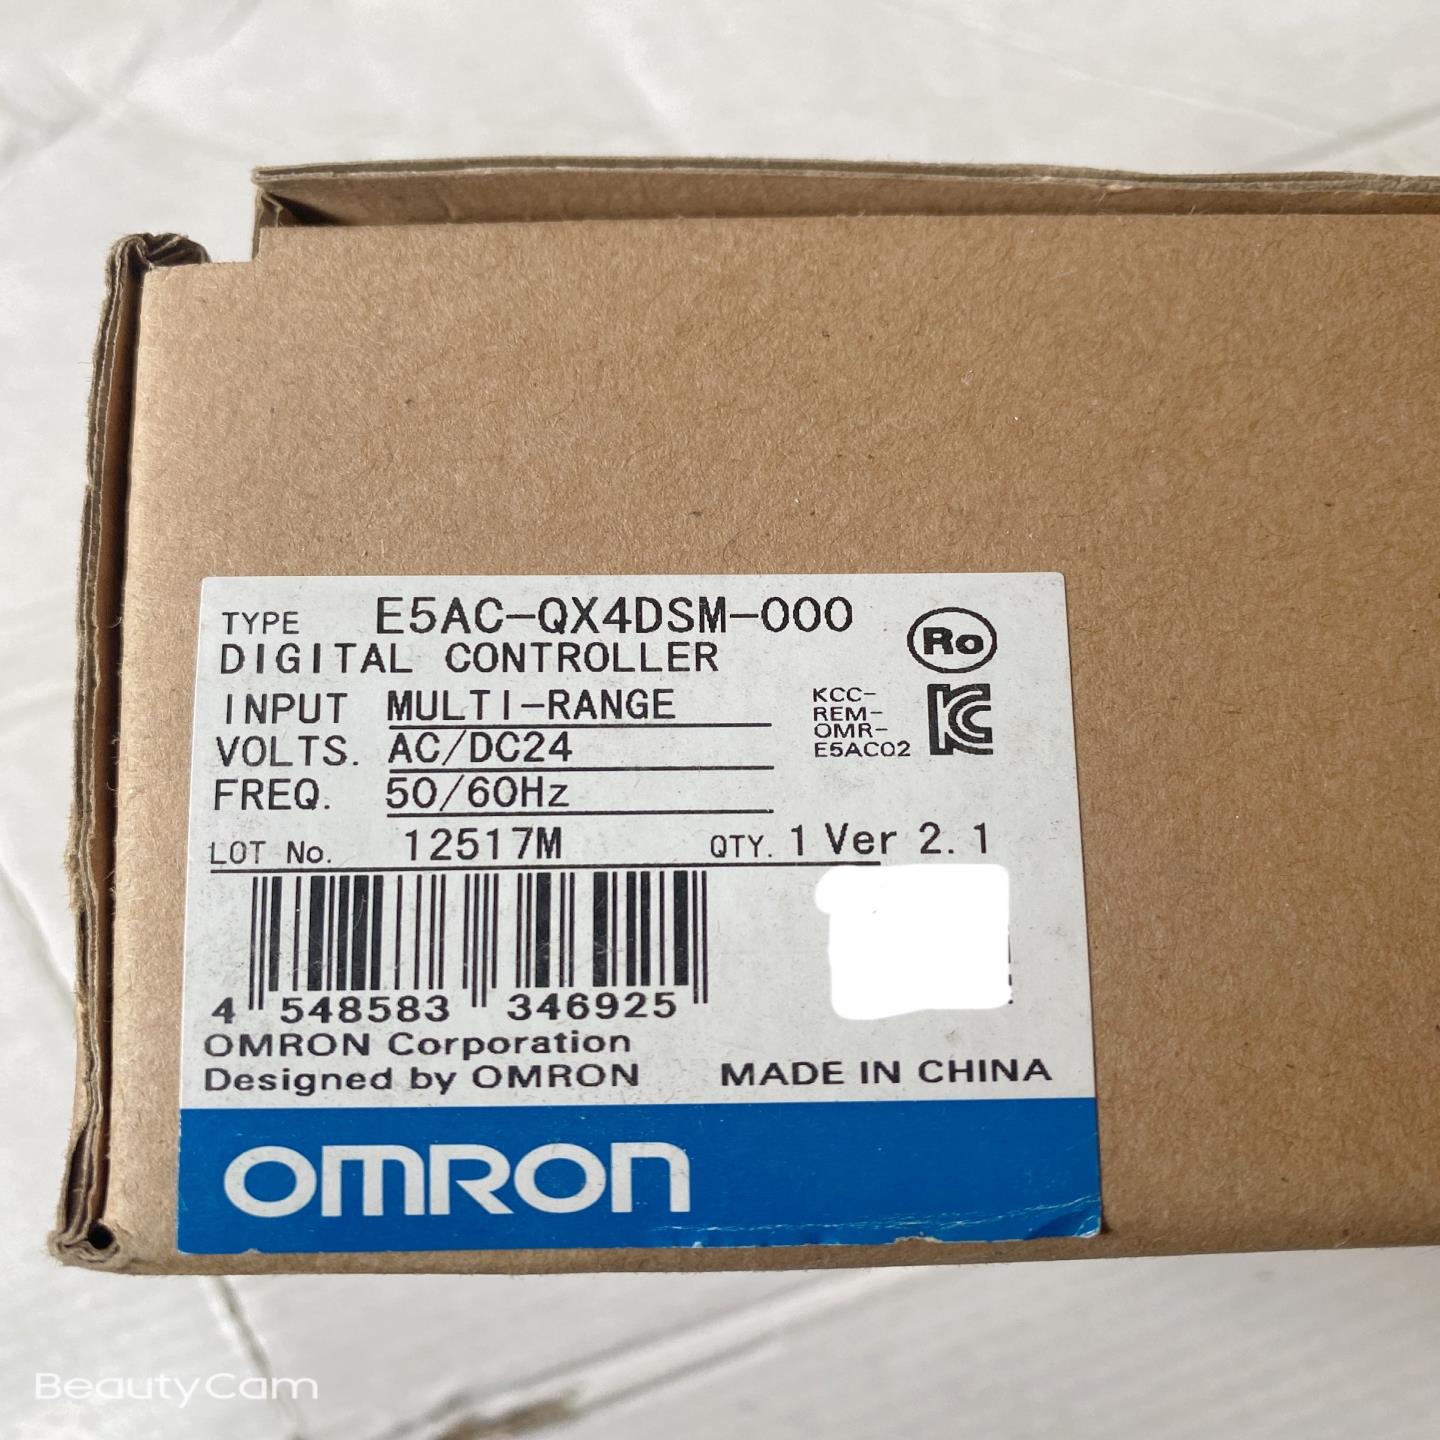 TYPE E5AC-QX4DSM-000
DIGITAL CONTROLLER
Ro
INPUT MULTI-RANGE
VOLTS. AC/DC24
FREQ. 50/60Hz
KCC-
REM-
OMR-
E5AC02
LOT No. 12517M QTY. 1 Ver 2.1
4 548583 346925
OMRON Corporation
Designed by OMRON MADE IN CHINA
OMRON
BeautyCam